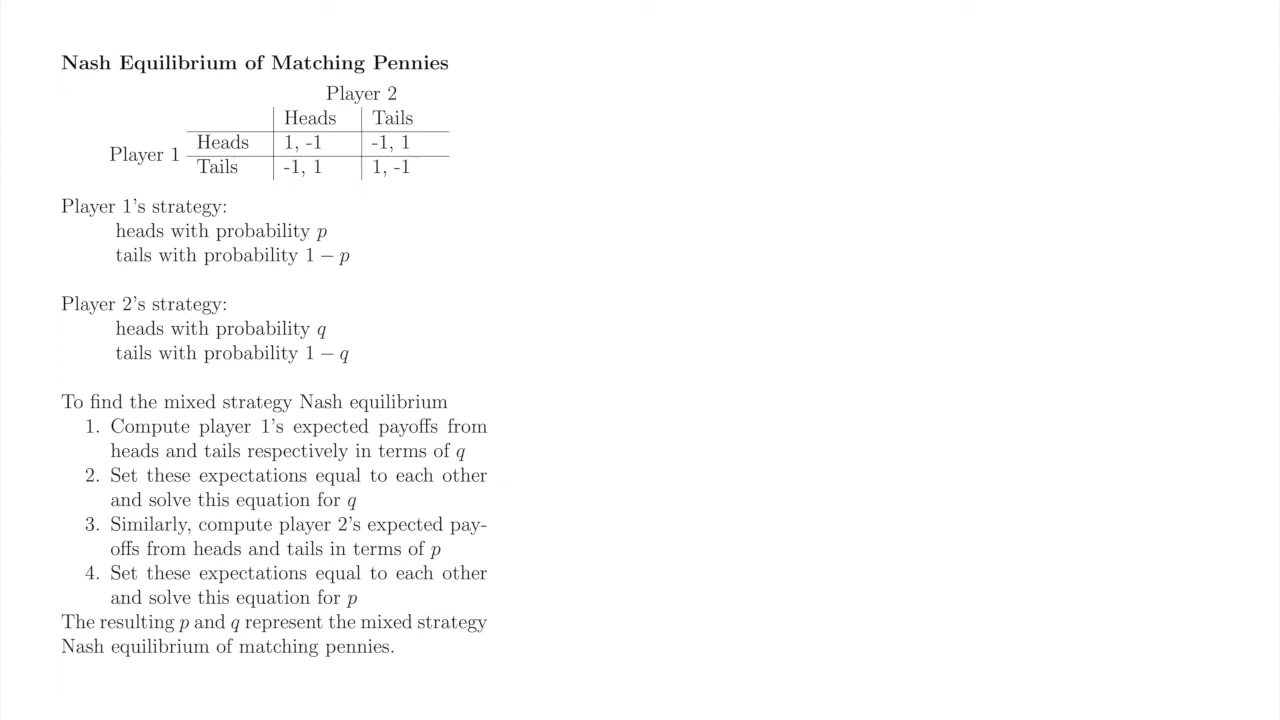 Nash Equilibrium of Matching Pennies
Player 2
Heads Tails
Player 1
Heads 1, -1 -1, 1
Tails -1, 1 1, -1
Player 1's strategy:
heads with probability p
tails with probability 1 − p
Player 2's strategy:
heads with probability q
tails with probability 1 − q
To find the mixed strategy Nash equilibrium
1. Compute player 1's expected payoffs from
heads and tails respectively in terms of q
2. Set these expectations equal to each other
and solve this equation for q
3. Similarly, compute player 2's expected pay-
offs from heads and tails in terms of p
4. Set these expectations equal to each other
and solve this equation for p
The resulting p and q represent the mixed strategy
Nash equilibrium of matching pennies.